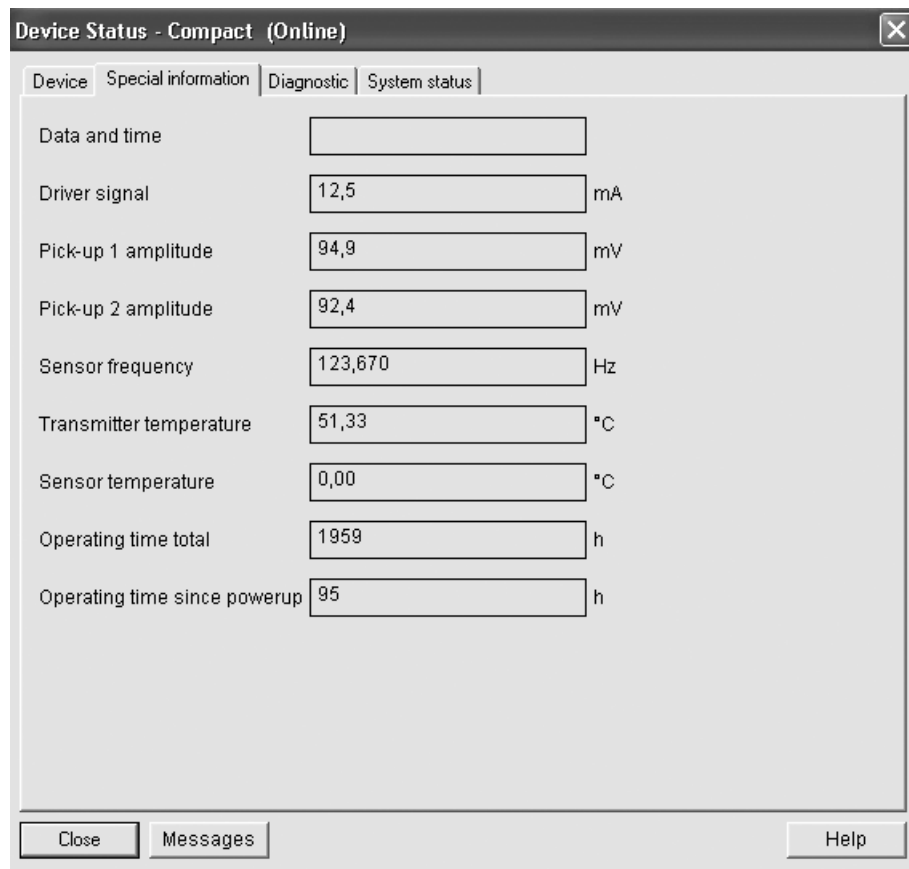 Device Status - Compact (Online)
Device Special information Diagnostic System status
Data and time
Driver signal 12,5 mA
Pick-up 1 amplitude 94,9 mV
Pick-up 2 amplitude 92,4 mV
Sensor frequency 123,670 Hz
Transmitter temperature 51,33 °C
Sensor temperature 0,00 °C
Operating time total 1959 h
Operating time since powerup 95 h
Close Messages Help